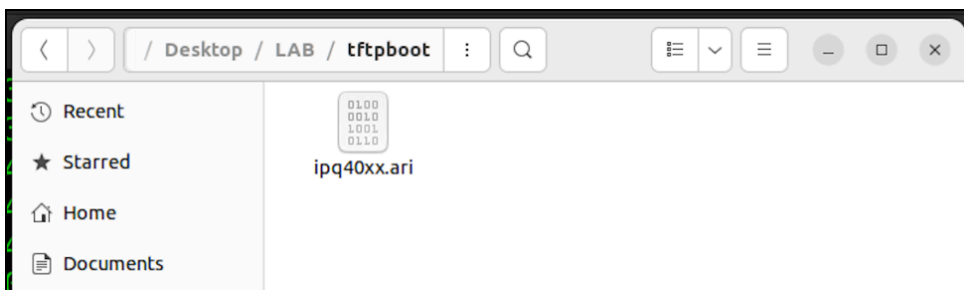 / Desktop / LAB / tftpboot
Recent
0100
0010
1001
0110
Starred
ipq40xx.ari
Home
Documents